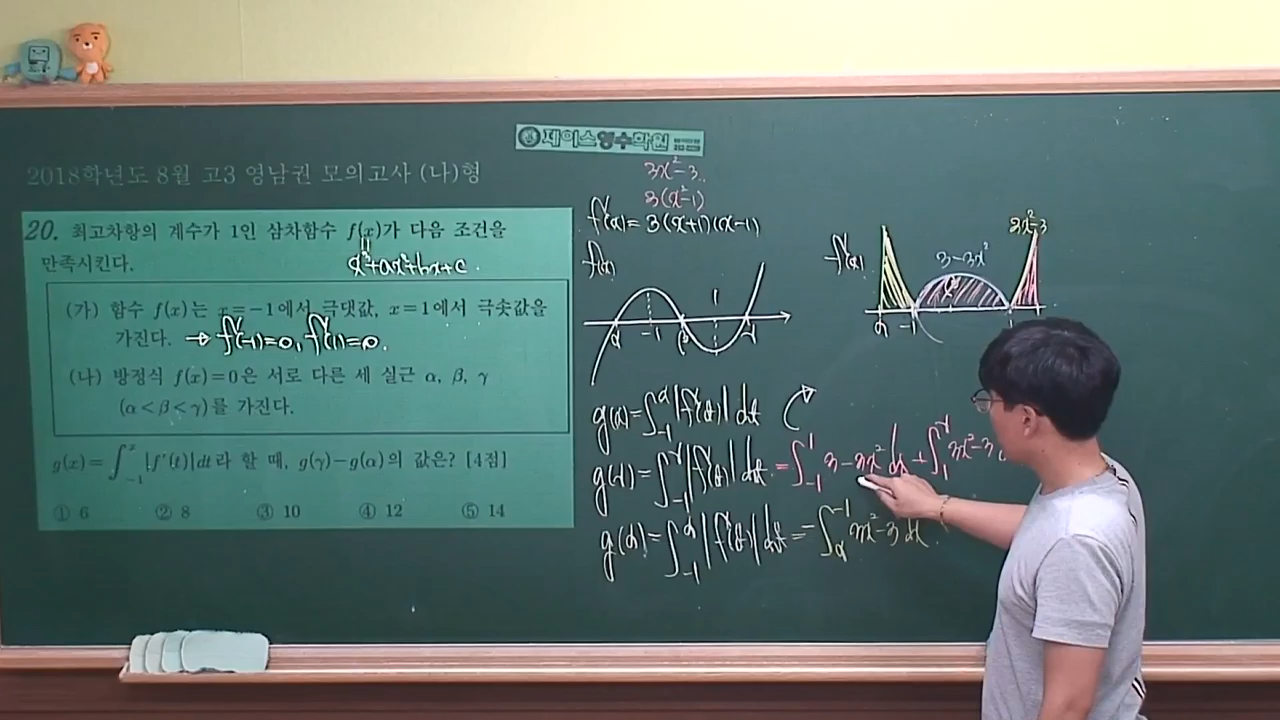 제이스영수학원
2018학년도 8월 고3 영남권 모의고사 (나)형
20. 최고차항의 계수가 1인 삼차함수 f(x)가 다음 조건을
만족시킨다.
x³+ax²+bx+c.
(가) 함수 f(x)는 x=-1에서 극댓값, x=1에서 극솟값을
가진다. → f'(-1)=0, f'(1)=0.
(나) 방정식 f(x)=0은 서로 다른 세 실근 α, β, γ
(α<β<γ)를 가진다.
g(x)=∫₋₁ˣ |f'(t)|dt라 할 때, g(γ)-g(α)의 값은? [4점]
① 6 ② 8 ③ 10 ④ 12 ⑤ 14
3x²-3.
3(x²-1)
f'(x)=3(x+1)(x-1)
f(x)
α -1 β 1 γ
f'(x) 3-3x² 3x²-3
α -1 1
g(x)=∫₋₁ˣ|f'(t)|dt
g(γ)=∫₋₁^γ|f'(t)|dt=∫₋₁¹ 3-3x² dx+∫₁^γ 3x²-3
g(α)=∫₋₁^α|f'(t)|dt=-∫_α^-1 3x²-3 dx.